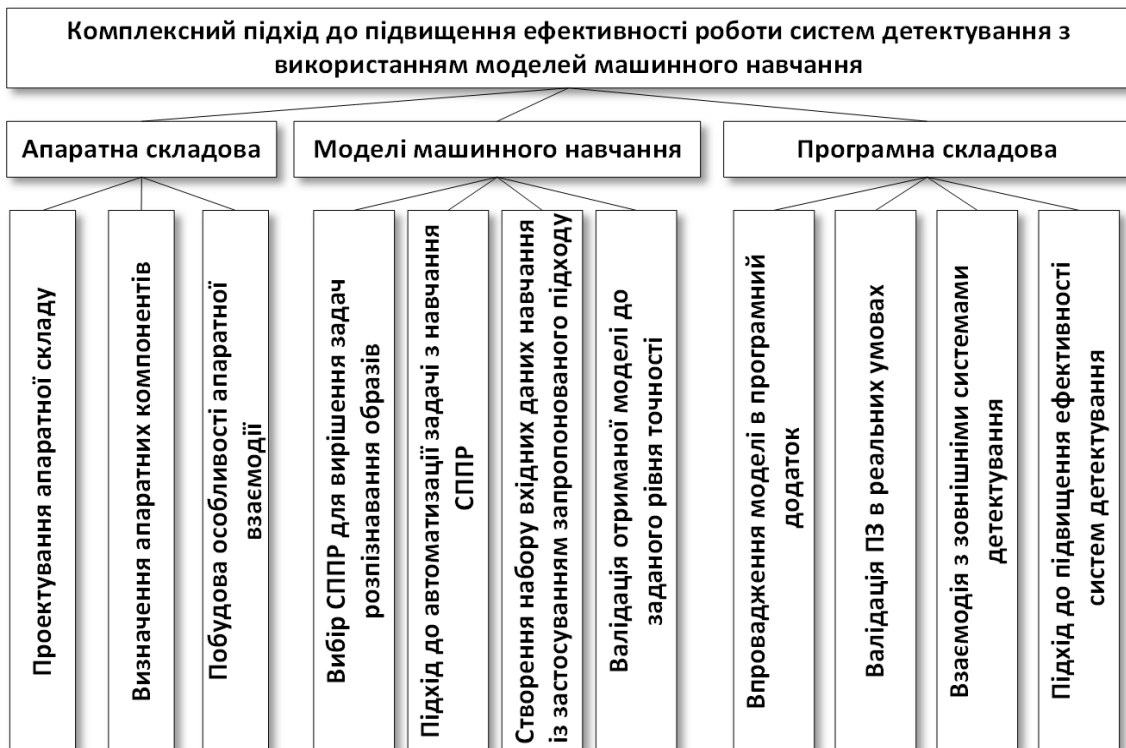 Комплексний підхід до підвищення ефективності роботи систем детектування з
використанням моделей машинного навчання
Апаратна складова
Моделі машинного навчання
Програмна складова
Проектування апаратної складу
Визначення апаратних компонентів
Побудова особливості апаратної
взаємодії
Вибір СППР для вирішення задач
розпізнавання образів
Підхід до автоматизації задачі з навчання
СППР
Створення набору вхідних даних навчання
із застосуванням запропонованого підходу
Валідація отриманої моделі до
заданого рівня точності
Впровадження моделі в програмний
додаток
Валідація ПЗ в реальних умовах
Взаємодія з зовнішніми системами
детектування
Підхід до підвищення ефективності
систем детектування